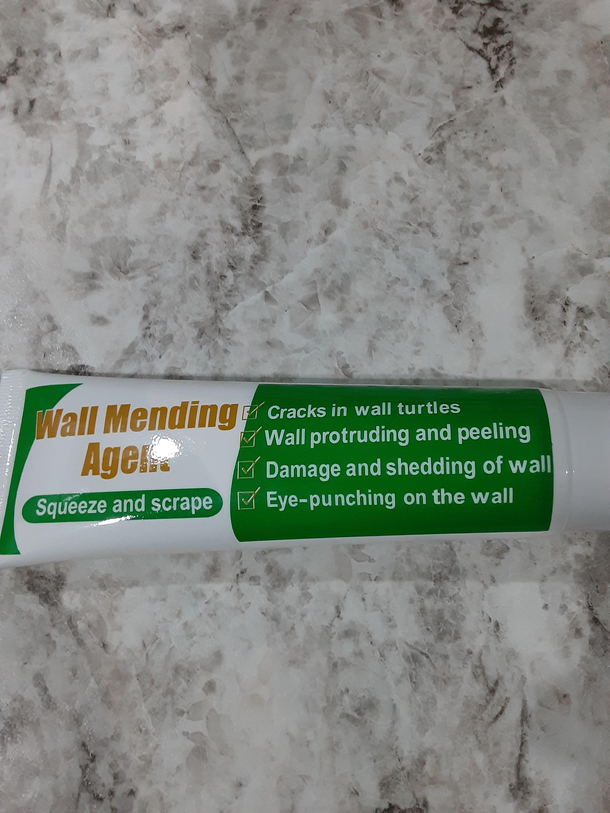 Wall Mending
Agent
Squeeze and scrape
Cracks in wall turtles
Wall protruding and peeling
Damage and shedding of wall
Eye-punching on the wall